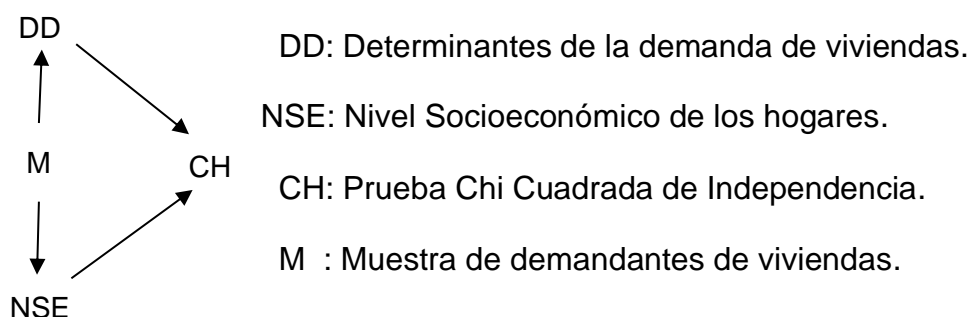 DD
DD: Determinantes de la demanda de viviendas.
NSE: Nivel Socioeconómico de los hogares.
M
CH
CH: Prueba Chi Cuadrada de Independencia.
M : Muestra de demandantes de viviendas.
NSE